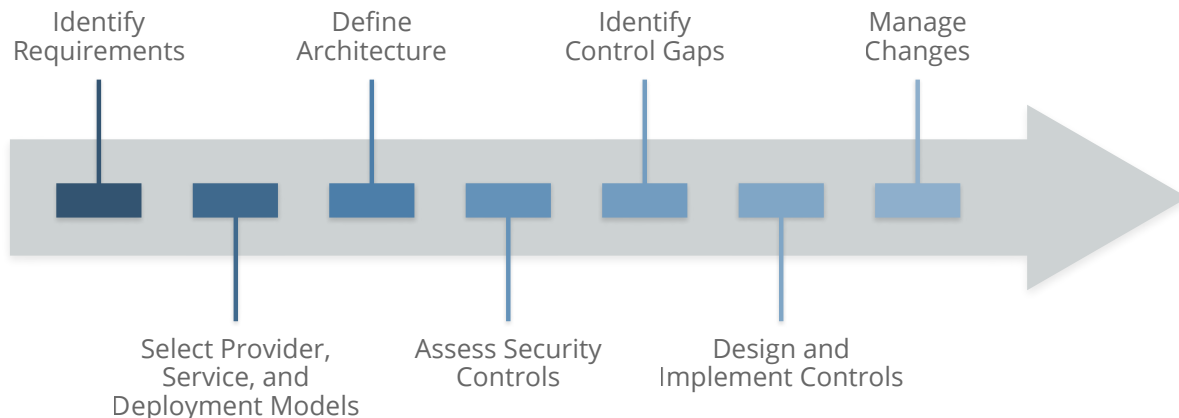 Identify
Requirements
Define
Architecture
Identify
Control Gaps
Manage
Changes
Select Provider,
Service, and
Deployment Models
Assess Security
Controls
Design and
Implement Controls